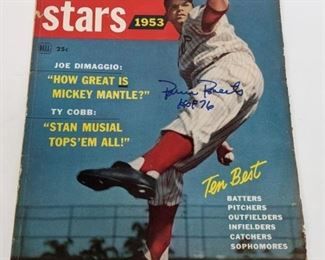 stars
1953
DELL
25c
JOE DIMAGGIO:
"HOW GREAT IS
MICKEY MANTLE?"
TY COBB:
"STAN MUSIAL
TOPS 'EM ALL!"
Robin Roberts
HOF 76
Ten Best
BATTERS
PITCHERS
OUTFIELDERS
INFIELDERS
CATCHERS
SOPHOMORES